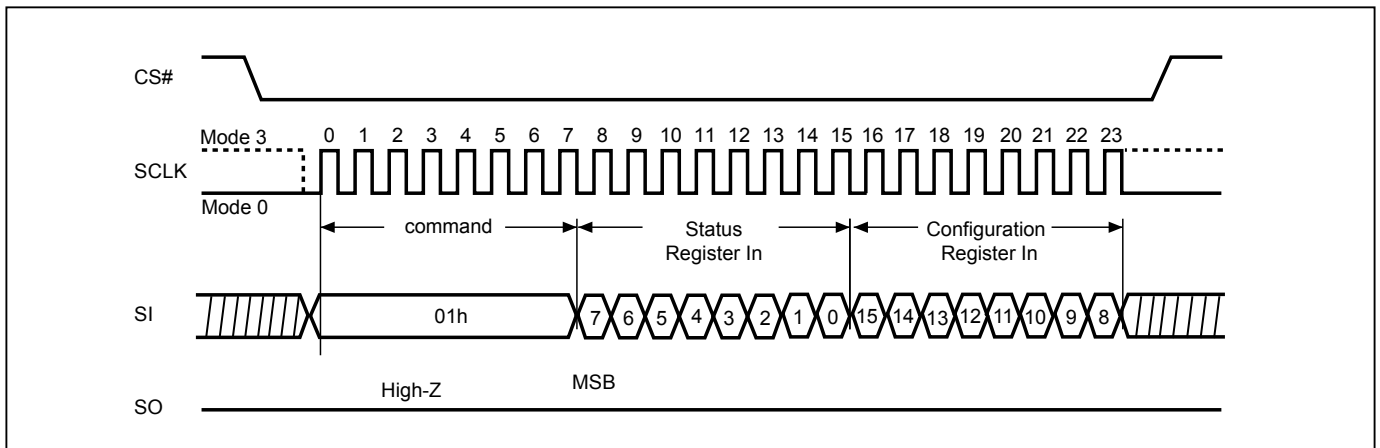 CS#
Mode 3
0 1 2 3 4 5 6 7 8 9 10 11 12 13 14 15 16 17 18 19 20 21 22 23
SCLK
Mode 0
command
Status
Register In
Configuration
Register In
SI
01h
7 6 5 4 3 2 1 0 15 14 13 12 11 10 9 8
High-Z
MSB
SO